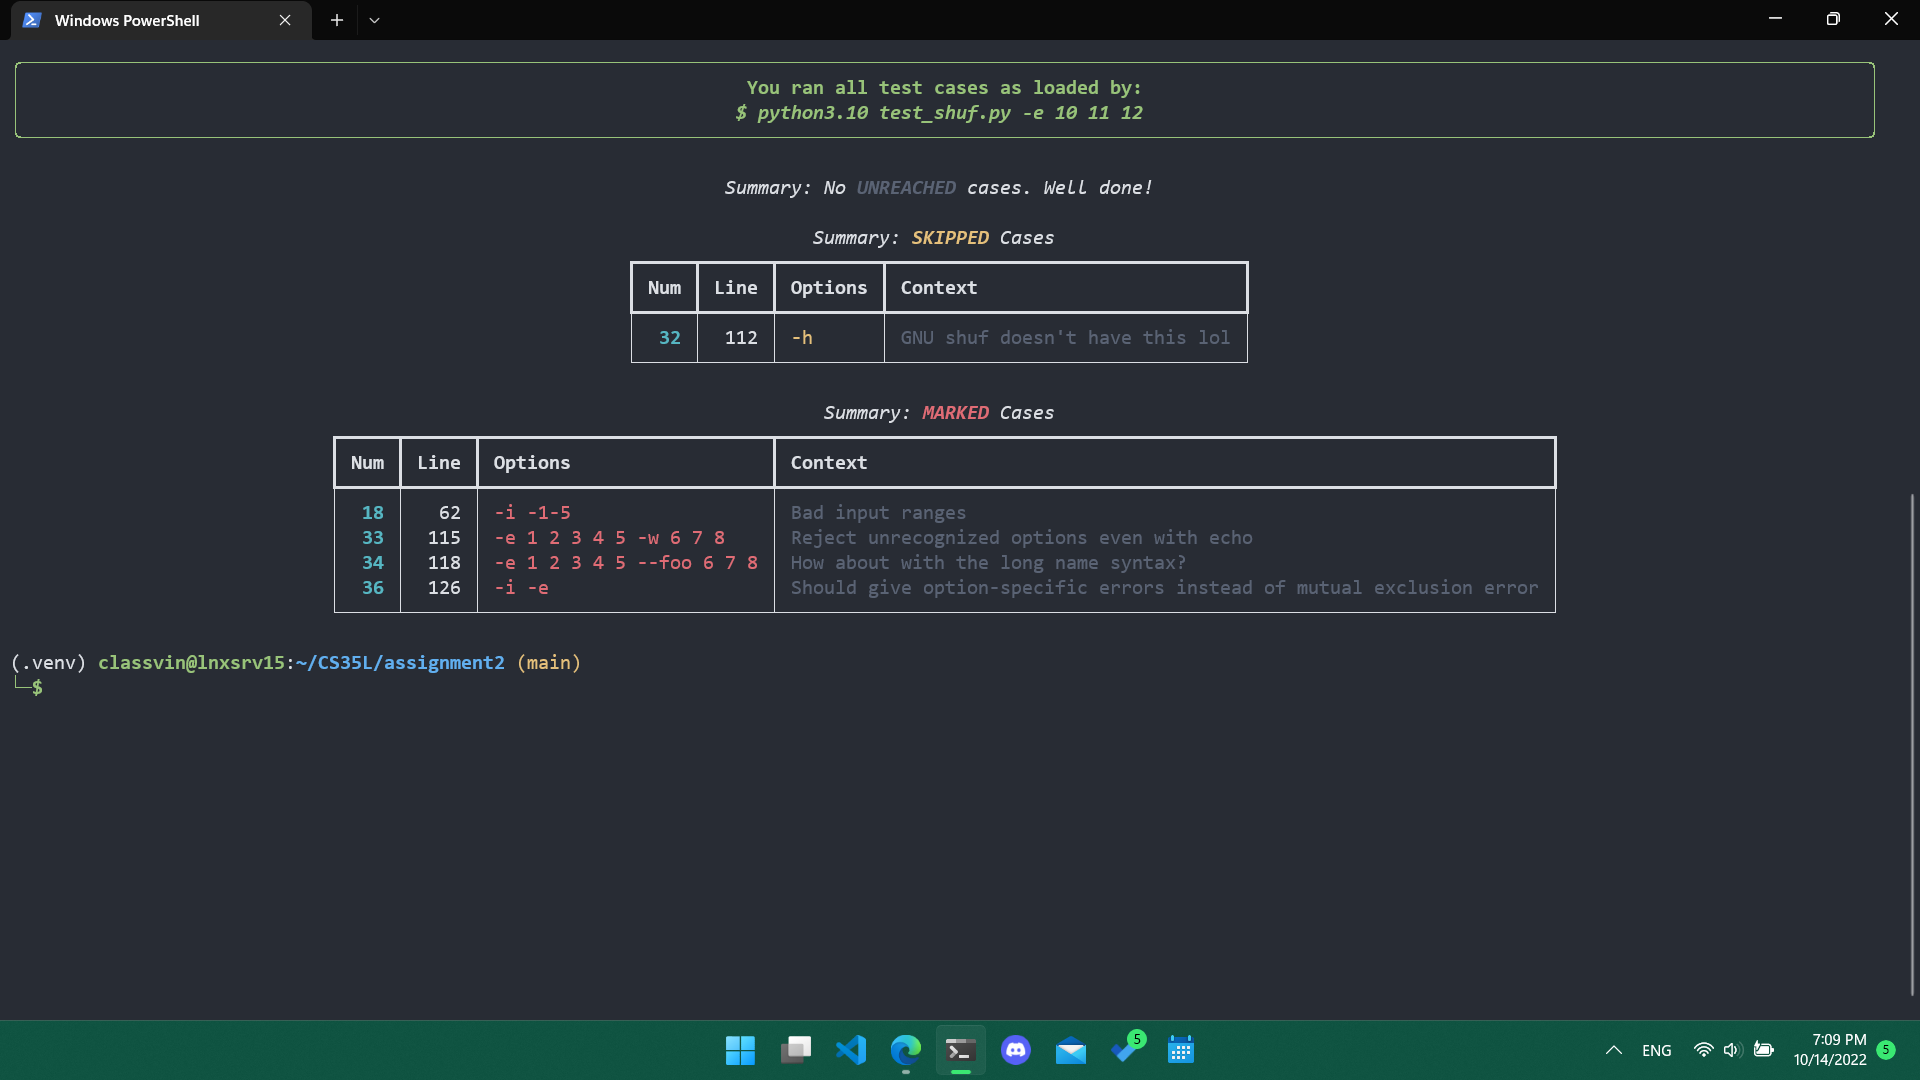 Windows PowerShell
You ran all test cases as loaded by:
$ python3.10 test_shuf.py -e 10 11 12
Summary: No UNREACHED cases. Well done!
Summary: SKIPPED Cases
Num Line Options Context
32 112 -h GNU shuf doesn't have this lol
Summary: MARKED Cases
Num Line Options Context
18 62 -i -1-5 Bad input ranges
33 115 -e 1 2 3 4 5 -w 6 7 8 Reject unrecognized options even with echo
34 118 -e 1 2 3 4 5 --foo 6 7 8 How about with the long name syntax?
36 126 -i -e Should give option-specific errors instead of mutual exclusion error
(.venv) classvin@lnxsrv15:~/CS35L/assignment2 (main)
└─$
5
ENG
7:09 PM
10/14/2022
5